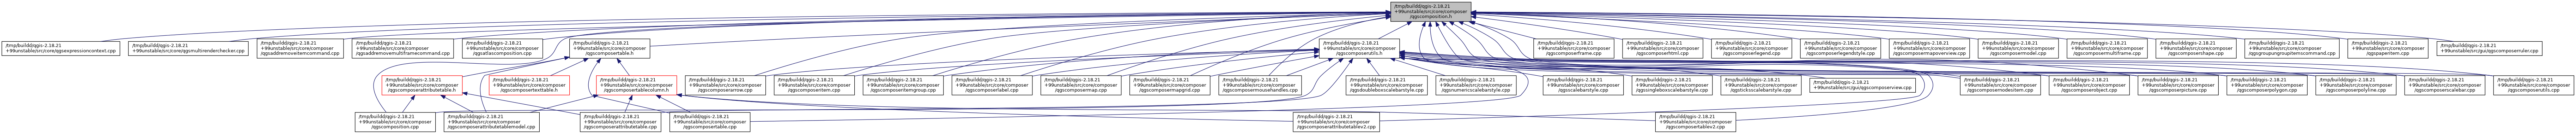 /tmp/buildd/qgis-2.18.21
+99unstable/src/core/composer
/qgscomposition.h
/tmp/buildd/qgis-2.18.21
+99unstable/src/core/qgsexpressioncontext.cpp
/tmp/buildd/qgis-2.18.21
+99unstable/src/core/qgsmultirenderchecker.cpp
/tmp/buildd/qgis-2.18.21
+99unstable/src/core/composer
/qgsaddremoveitemcommand.cpp
/tmp/buildd/qgis-2.18.21
+99unstable/src/core/composer
/qgsaddremovemultiframecommand.cpp
/tmp/buildd/qgis-2.18.21
+99unstable/src/core/composer
/qgsatlascomposition.cpp
/tmp/buildd/qgis-2.18.21
+99unstable/src/core/composer
/qgscomposertable.h
/tmp/buildd/qgis-2.18.21
+99unstable/src/core/composer
/qgscomposerutils.h
/tmp/buildd/qgis-2.18.21
+99unstable/src/core/composer
/qgscomposerframe.cpp
/tmp/buildd/qgis-2.18.21
+99unstable/src/core/composer
/qgscomposerhtml.cpp
/tmp/buildd/qgis-2.18.21
+99unstable/src/core/composer
/qgscomposerlegend.cpp
/tmp/buildd/qgis-2.18.21
+99unstable/src/core/composer
/qgscomposerlegendstyle.cpp
/tmp/buildd/qgis-2.18.21
+99unstable/src/core/composer
/qgscomposermapoverview.cpp
/tmp/buildd/qgis-2.18.21
+99unstable/src/core/composer
/qgscomposermodel.cpp
/tmp/buildd/qgis-2.18.21
+99unstable/src/core/composer
/qgscomposermultiframe.cpp
/tmp/buildd/qgis-2.18.21
+99unstable/src/core/composer
/qgscomposershape.cpp
/tmp/buildd/qgis-2.18.21
+99unstable/src/core/composer
/qgsgroupungroupitemscommand.cpp
/tmp/buildd/qgis-2.18.21
+99unstable/src/core/composer
/qgspaperitem.cpp
/tmp/buildd/qgis-2.18.21
+99unstable/src/gui/qgscomposerruler.cpp
/tmp/buildd/qgis-2.18.21
+99unstable/src/core/composer
/qgscomposerattributetable.h
/tmp/buildd/qgis-2.18.21
+99unstable/src/core/composer
/qgscomposertexttable.h
/tmp/buildd/qgis-2.18.21
+99unstable/src/core/composer
/qgscomposertablecolumn.h
/tmp/buildd/qgis-2.18.21
+99unstable/src/core/composer
/qgscomposerarrow.cpp
/tmp/buildd/qgis-2.18.21
+99unstable/src/core/composer
/qgscomposeritem.cpp
/tmp/buildd/qgis-2.18.21
+99unstable/src/core/composer
/qgscomposeritemgroup.cpp
/tmp/buildd/qgis-2.18.21
+99unstable/src/core/composer
/qgscomposerlabel.cpp
/tmp/buildd/qgis-2.18.21
+99unstable/src/core/composer
/qgscomposermap.cpp
/tmp/buildd/qgis-2.18.21
+99unstable/src/core/composer
/qgscomposermapgrid.cpp
/tmp/buildd/qgis-2.18.21
+99unstable/src/core/composer
/qgscomposermousehandles.cpp
/tmp/buildd/qgis-2.18.21
+99unstable/src/core/composer
/qgsdoubleboxscalebarstyle.cpp
/tmp/buildd/qgis-2.18.21
+99unstable/src/core/composer
/qgsnumericscalebarstyle.cpp
/tmp/buildd/qgis-2.18.21
+99unstable/src/core/composer
/qgsscalebarstyle.cpp
/tmp/buildd/qgis-2.18.21
+99unstable/src/core/composer
/qgssingleboxscalebarstyle.cpp
/tmp/buildd/qgis-2.18.21
+99unstable/src/core/composer
/qgsticksscalebarstyle.cpp
/tmp/buildd/qgis-2.18.21
+99unstable/src/gui/qgscomposerview.cpp
/tmp/buildd/qgis-2.18.21
+99unstable/src/core/composer
/qgscomposernodesitem.cpp
/tmp/buildd/qgis-2.18.21
+99unstable/src/core/composer
/qgscomposerobject.cpp
/tmp/buildd/qgis-2.18.21
+99unstable/src/core/composer
/qgscomposerpicture.cpp
/tmp/buildd/qgis-2.18.21
+99unstable/src/core/composer
/qgscomposerpolygon.cpp
/tmp/buildd/qgis-2.18.21
+99unstable/src/core/composer
/qgscomposerpolyline.cpp
/tmp/buildd/qgis-2.18.21
+99unstable/src/core/composer
/qgscomposerscalebar.cpp
/tmp/buildd/qgis-2.18.21
+99unstable/src/core/composer
/qgscomposerutils.cpp
/tmp/buildd/qgis-2.18.21
+99unstable/src/core/composer
/qgscomposition.cpp
/tmp/buildd/qgis-2.18.21
+99unstable/src/core/composer
/qgscomposerattributetablemodel.cpp
/tmp/buildd/qgis-2.18.21
+99unstable/src/core/composer
/qgscomposerattributetable.cpp
/tmp/buildd/qgis-2.18.21
+99unstable/src/core/composer
/qgscomposertable.cpp
/tmp/buildd/qgis-2.18.21
+99unstable/src/core/composer
/qgscomposerattributetablev2.cpp
/tmp/buildd/qgis-2.18.21
+99unstable/src/core/composer
/qgscomposertablev2.cpp